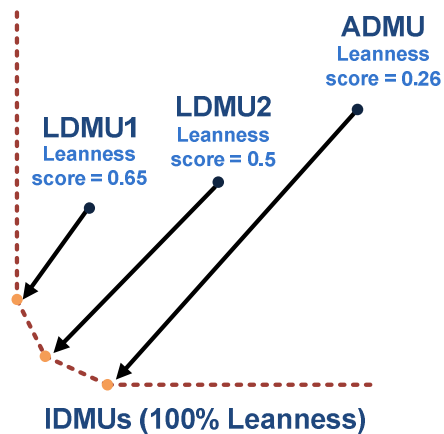 ADMU
Leanness
score = 0.26
LDMU2
Leanness
score = 0.5
LDMU1
Leanness
score = 0.65
IDMUs (100% Leanness)